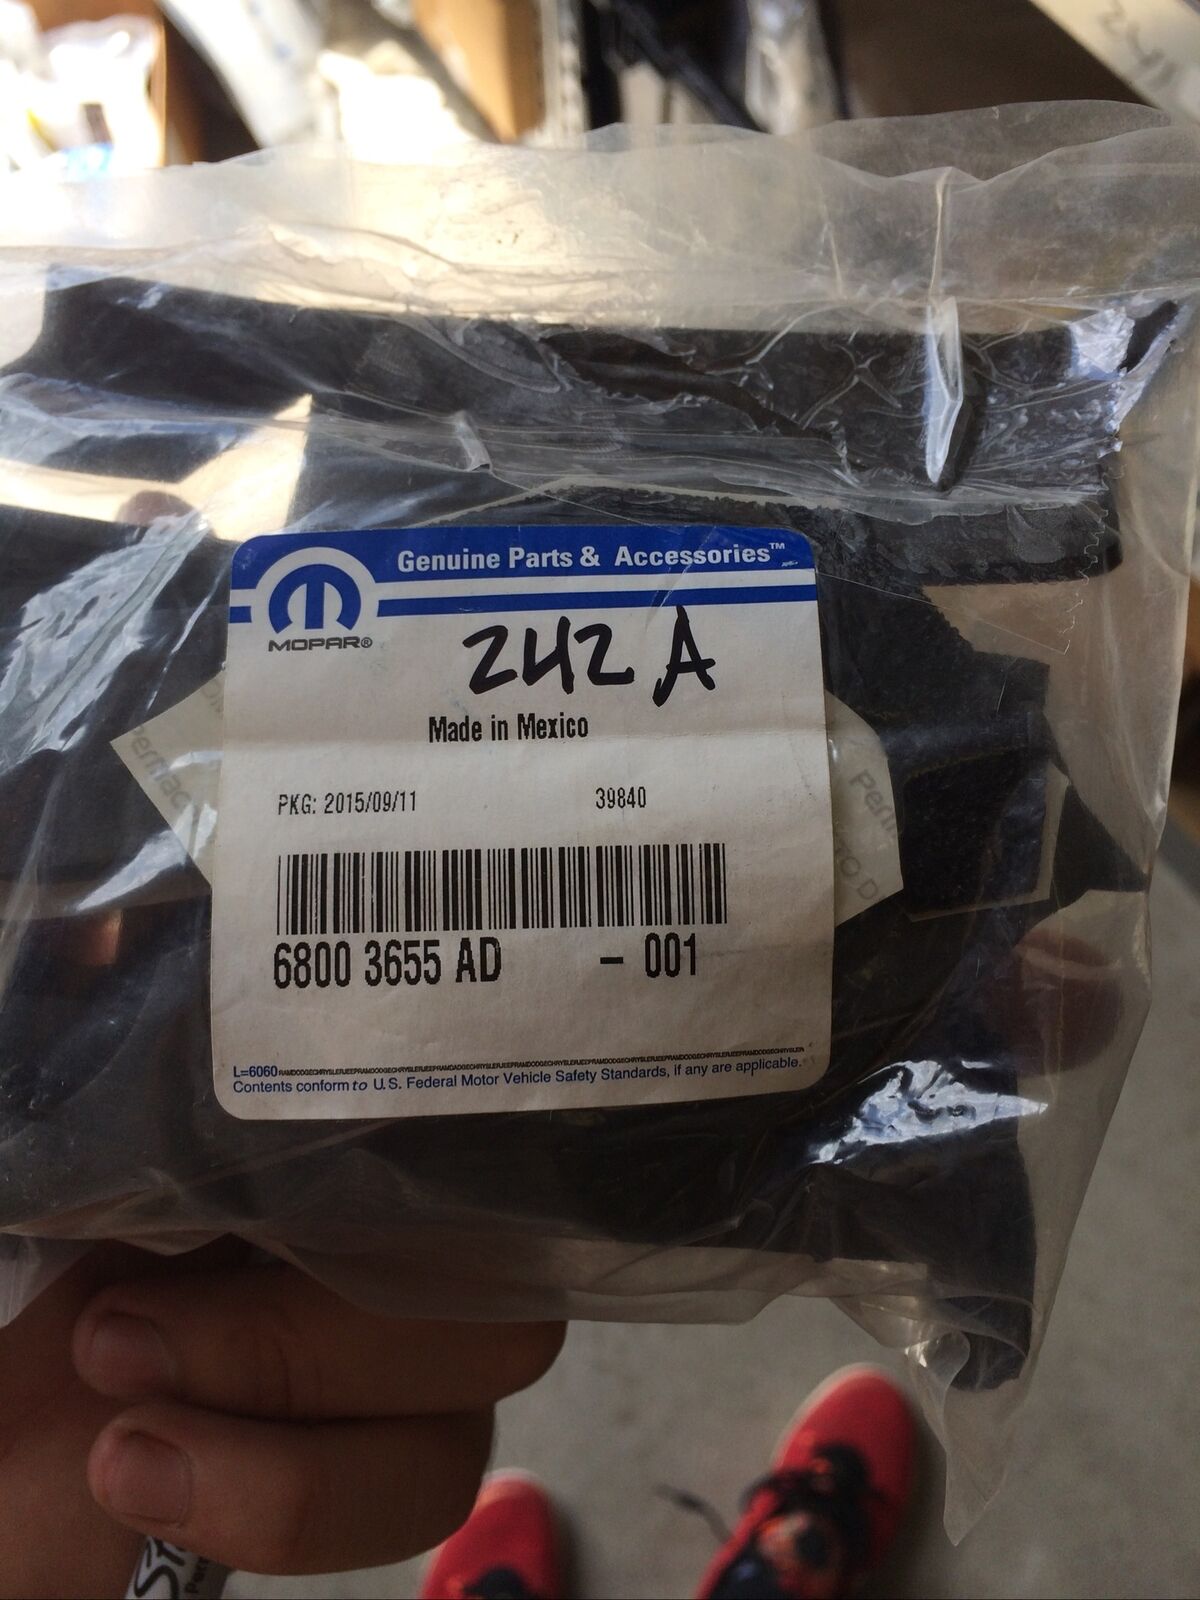 Genuine Parts & Accessories™
MOPAR®
242 A
Made in Mexico
PKG: 2015/09/11 39840
6800 3655 AD - 001
L=6060
Contents conform to U.S. Federal Motor Vehicle Safety Standards, if any are applicable.